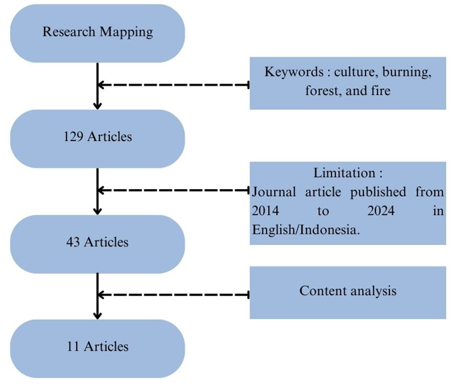 Research Mapping
Keywords : culture, burning,
forest, and fire
129 Articles
Limitation :
Journal article published from
2014 to 2024 in
English/Indonesia.
43 Articles
Content analysis
11 Articles